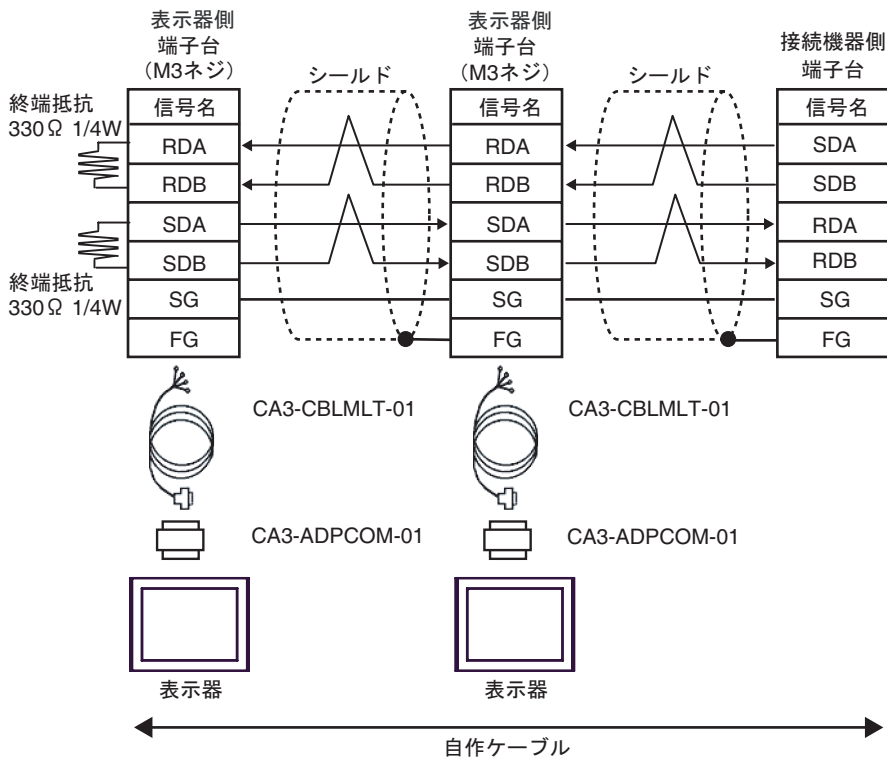 表示器側
端子台
（M3ネジ）
表示器側
端子台
（M3ネジ）
接続機器側
端子台
シールド
シールド
終端抵抗
330Ω 1/4W
信号名
信号名
信号名
RDA
RDA
SDA
RDB
RDB
SDB
SDA
SDA
RDA
SDB
SDB
RDB
終端抵抗
330Ω 1/4W
SG
SG
SG
FG
FG
FG
CA3-CBLMLT-01
CA3-CBLMLT-01
CA3-ADPCOM-01
CA3-ADPCOM-01
表示器
表示器
自作ケーブル